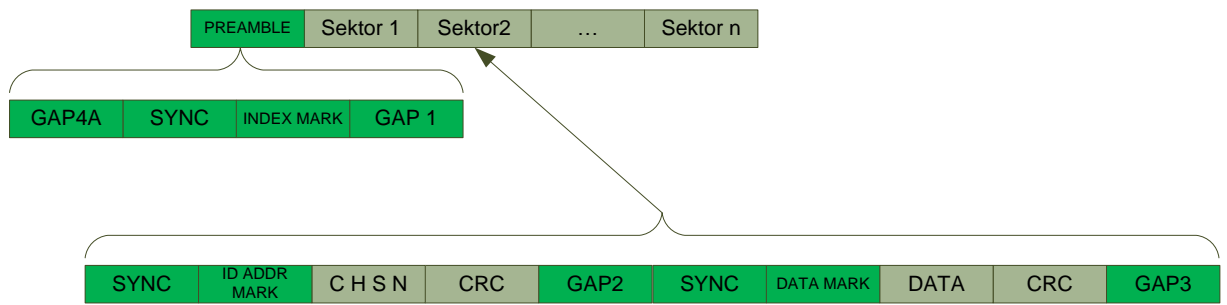 PREAMBLE Sektor 1 Sektor2 … Sektor n
GAP4A SYNC INDEX MARK GAP 1
SYNC ID ADDR MARK C H S N CRC GAP2 SYNC DATA MARK DATA CRC GAP3